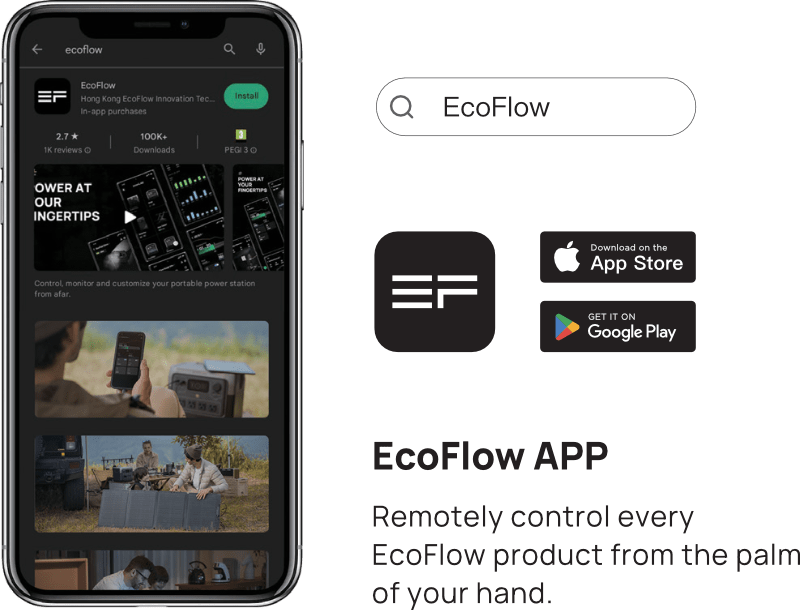 ecoflow
EcoFlow
Hong Kong EcoFlow Innovation Tec...
In-app purchases
Install
2.7 ★
1K reviews
100K+
Downloads
3
PEGI 3
OWER AT
OUR
INGERTIPS
POWER AT
YOUR
FINGERTIPS
Control, monitor and customize your portable power station
from afar.
EcoFlow
EF
Download on the
App Store
GET IT ON
Google Play
EcoFlow APP
Remotely control every
EcoFlow product from the palm
of your hand.